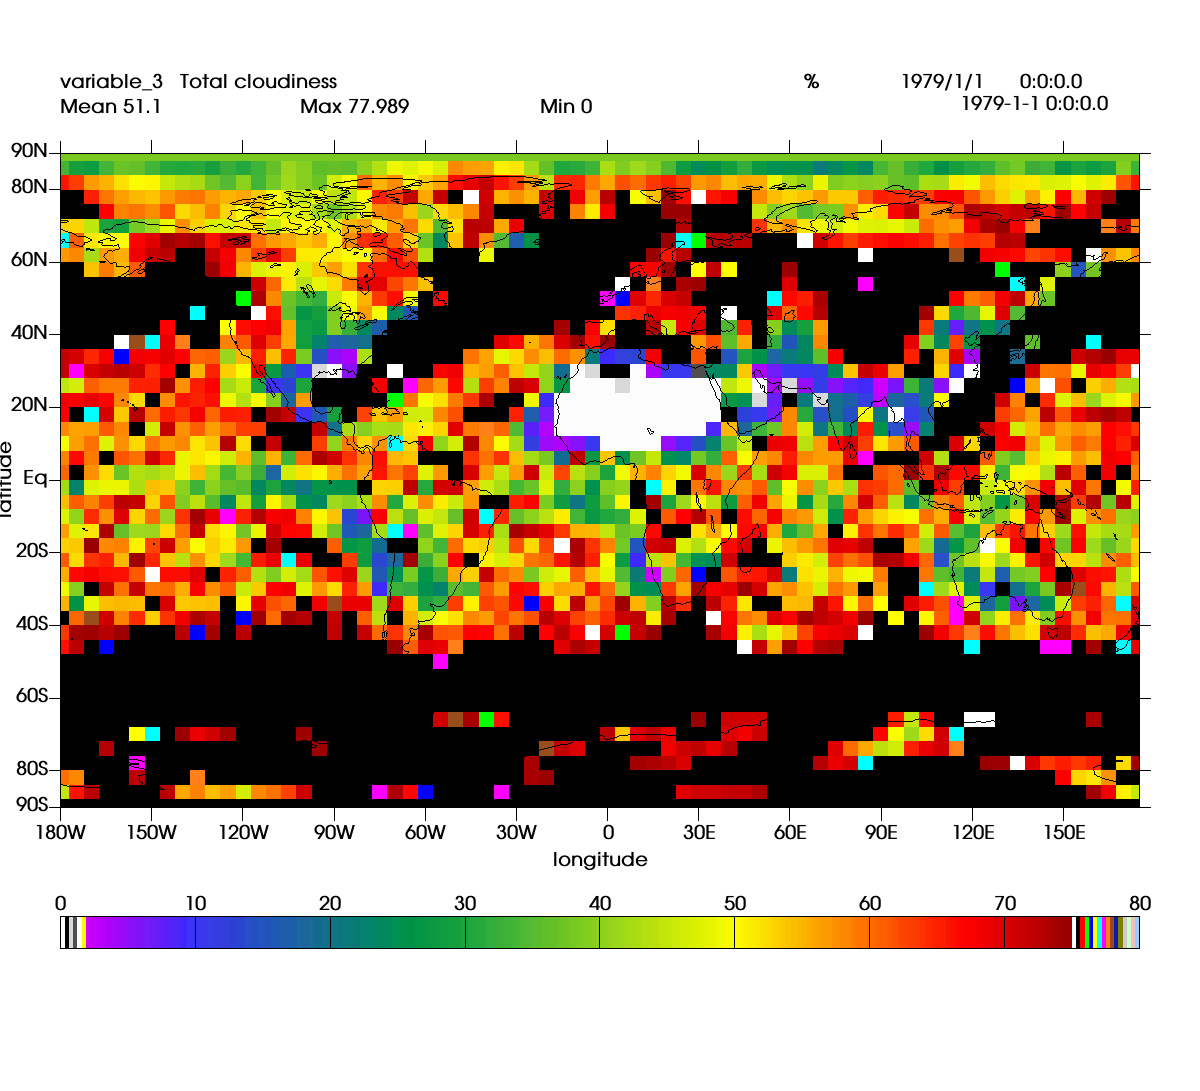 variable_3 Total cloudiness % 1979/1/1 0:0:0.0
Mean 51.1 Max 77.989 Min 0 1979-1-1 0:0:0.0
90N
80N
60N
40N
20N
Eq
20S
40S
60S
80S
90S
latitude
180W 150W 120W 90W 60W 30W 0 30E 60E 90E 120E 150E
longitude
0 10 20 30 40 50 60 70 80